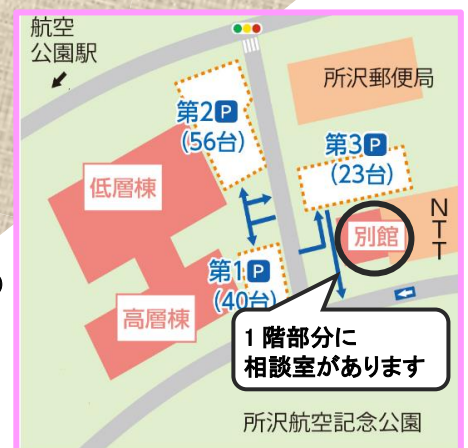 航空
公園駅
所沢郵便局
第2P
(56台)
第3P
(23台)
低層棟
別館
NTT
第1P
(40台)
高層棟
1階部分に
相談室があります
所沢航空記念公園